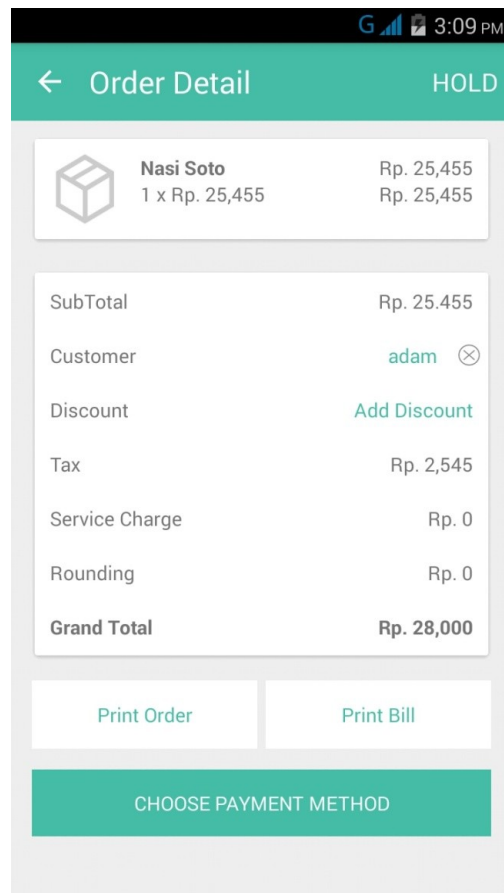 G 3:09 PM
Order Detail HOLD
Nasi Soto Rp. 25,455
1 x Rp. 25,455 Rp. 25,455
SubTotal Rp. 25.455
Customer adam
Discount Add Discount
Tax Rp. 2,545
Service Charge Rp. 0
Rounding Rp. 0
Grand Total Rp. 28,000
Print Order Print Bill
CHOOSE PAYMENT METHOD